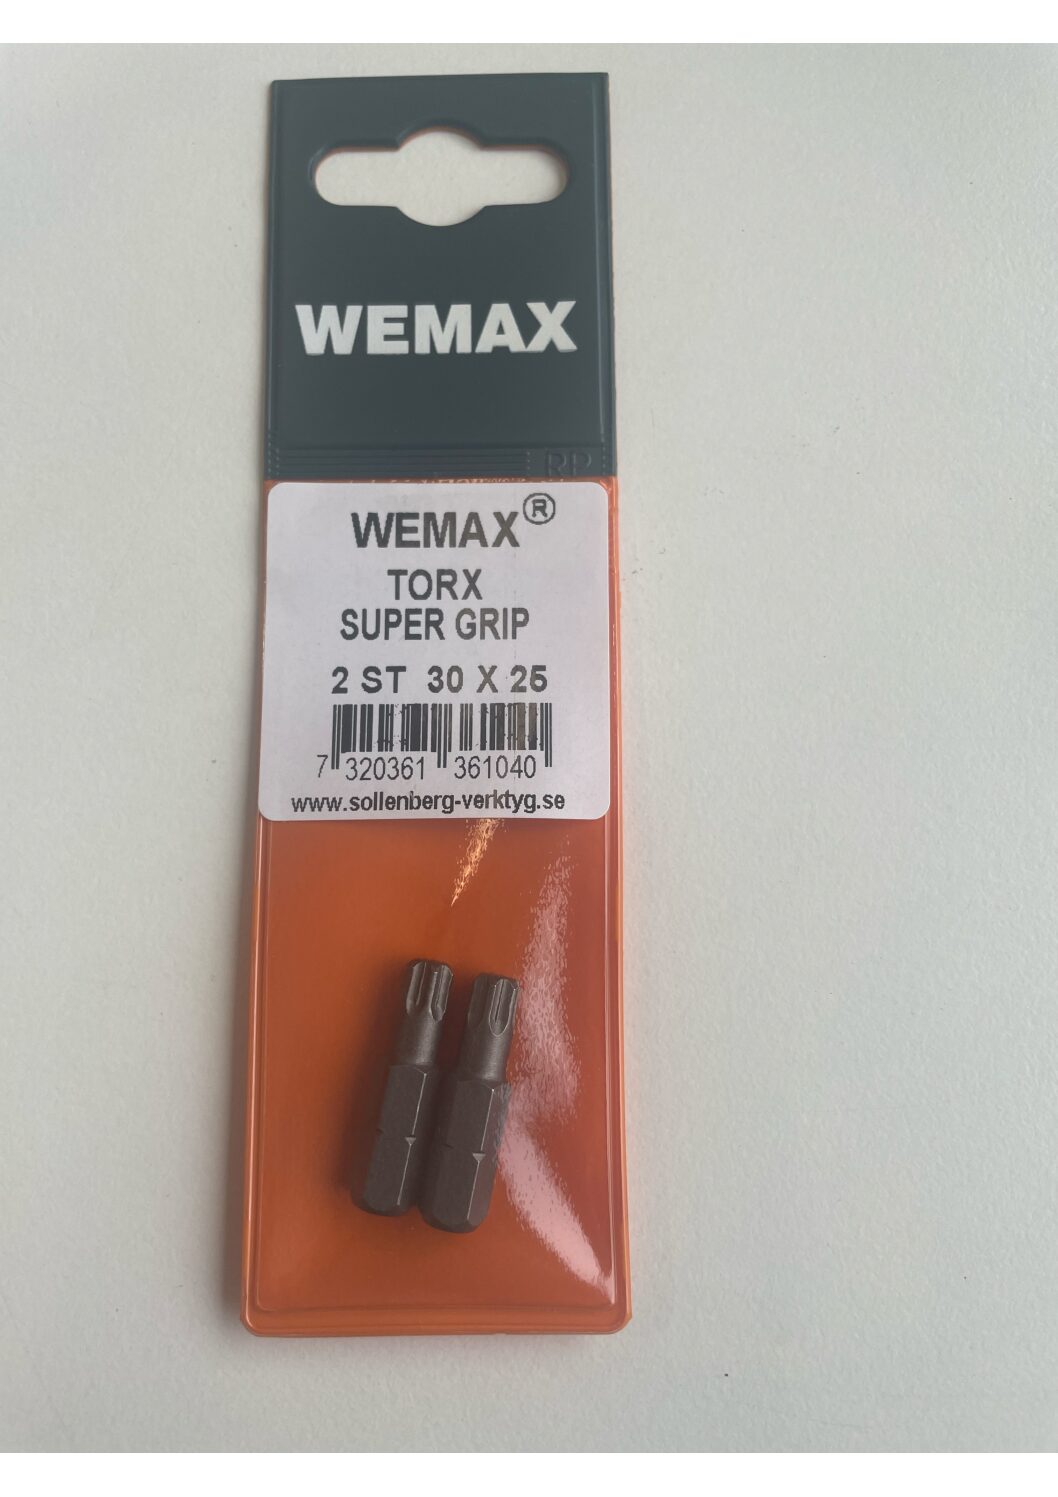 WEMAX
RP
WEMAX®
TORX
SUPER GRIP
2 ST 30 X 25
7 320361 361040
www.sollenberg-verktyg.se